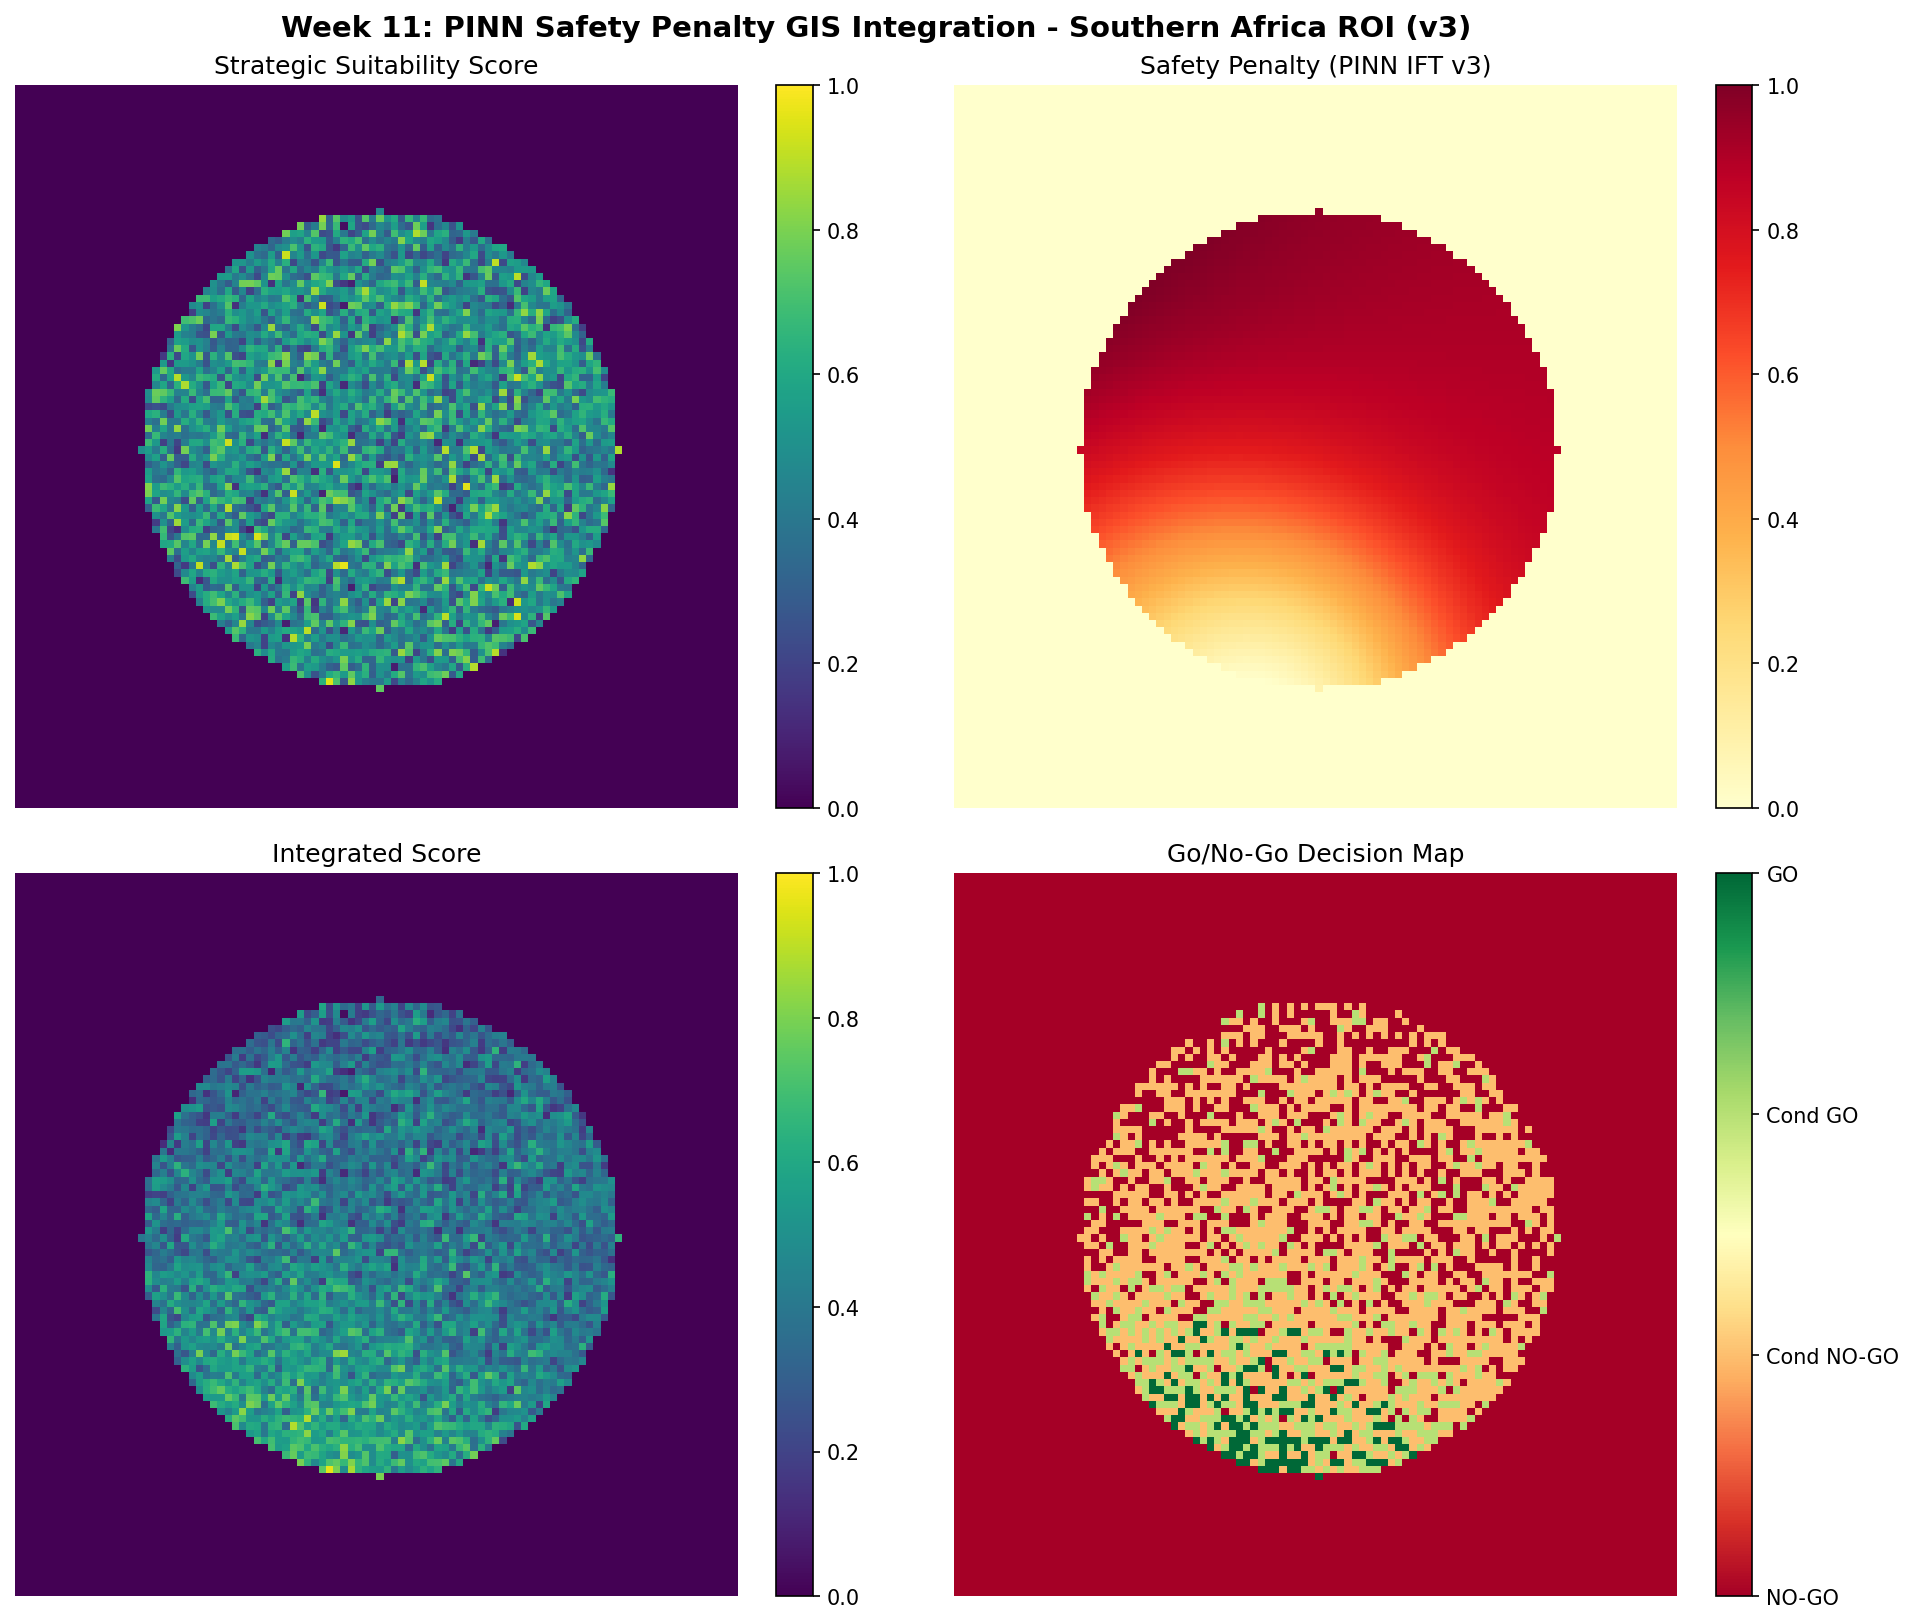 Week 11: PINN Safety Penalty GIS Integration - Southern Africa ROI (v3)
Strategic Suitability Score
1.0
0.8
0.6
0.4
0.2
0.0
Safety Penalty (PINN IFT v3)
1.0
0.8
0.6
0.4
0.2
0.0
Integrated Score
1.0
0.8
0.6
0.4
0.2
0.0
Go/No-Go Decision Map
GO
Cond GO
Cond NO-GO
NO-GO